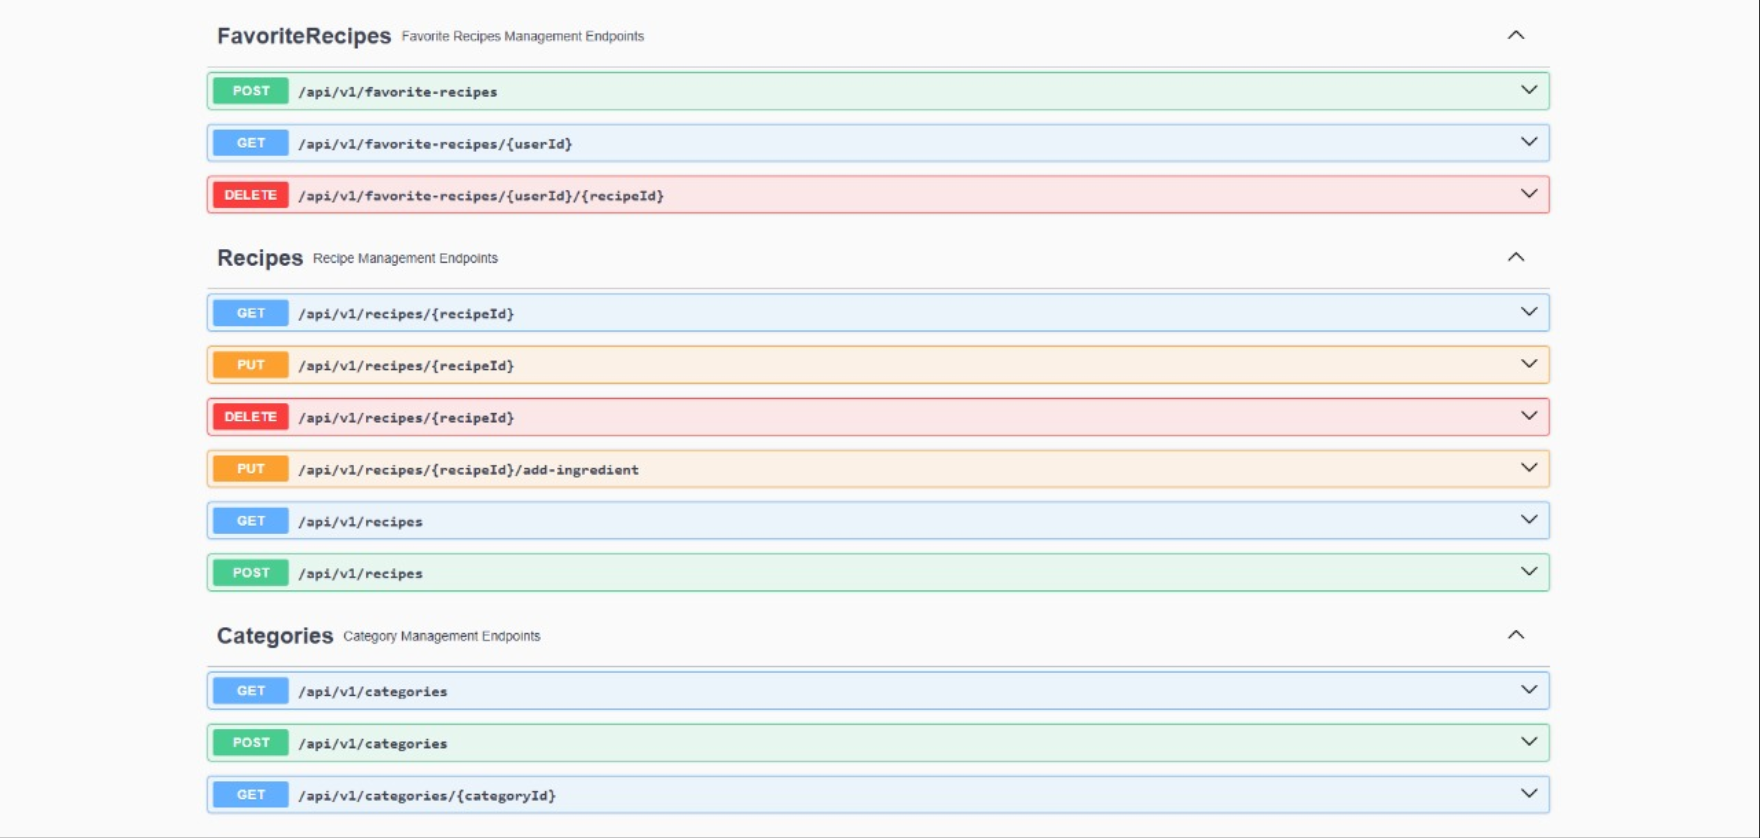 FavoriteRecipes Favorite Recipes Management Endpoints
POST /api/v1/favorite-recipes
GET /api/v1/favorite-recipes/{userId}
DELETE /api/v1/favorite-recipes/{userId}/{recipeId}
Recipes Recipe Management Endpoints
GET /api/v1/recipes/{recipeId}
PUT /api/v1/recipes/{recipeId}
DELETE /api/v1/recipes/{recipeId}
PUT /api/v1/recipes/{recipeId}/add-ingredient
GET /api/v1/recipes
POST /api/v1/recipes
Categories Category Management Endpoints
GET /api/v1/categories
POST /api/v1/categories
GET /api/v1/categories/{categoryId}